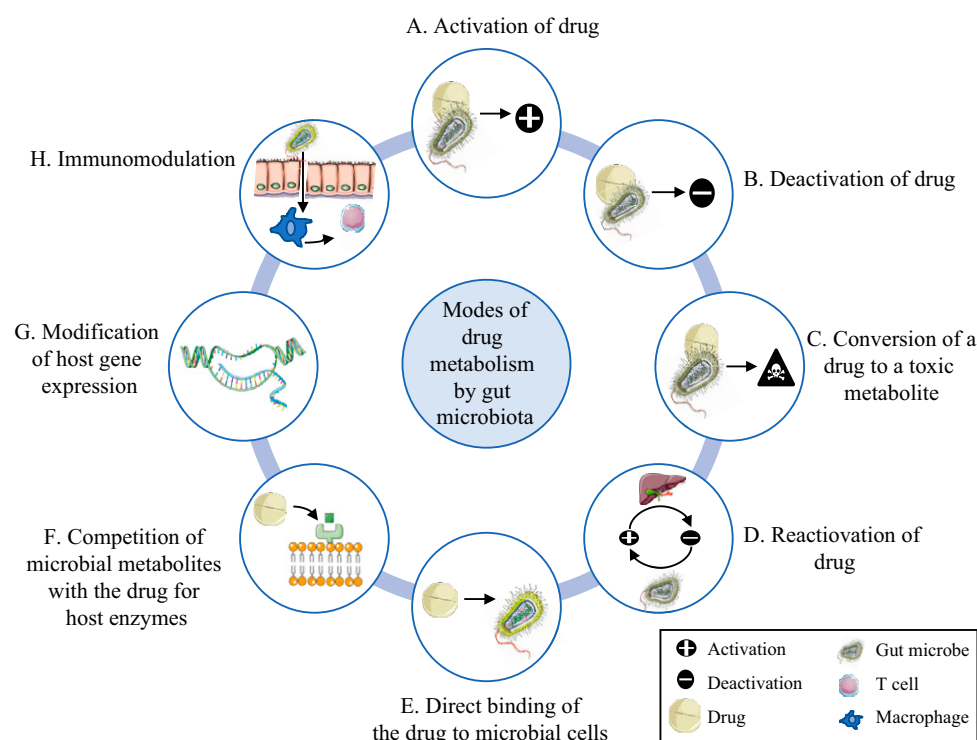 A. Activation of drug
H. Immunomodulation
B. Deactivation of drug
G. Modification
of host gene
expression
Modes of
drug
metabolism
by gut
microbiota
C. Conversion of a
drug to a toxic
metabolite
F. Competition of
microbial metabolites
with the drug for
host enzymes
D. Reactiovation of
drug
E. Direct binding of
the drug to microbial cells
Activation
Deactivation
Drug
Gut microbe
T cell
Macrophage